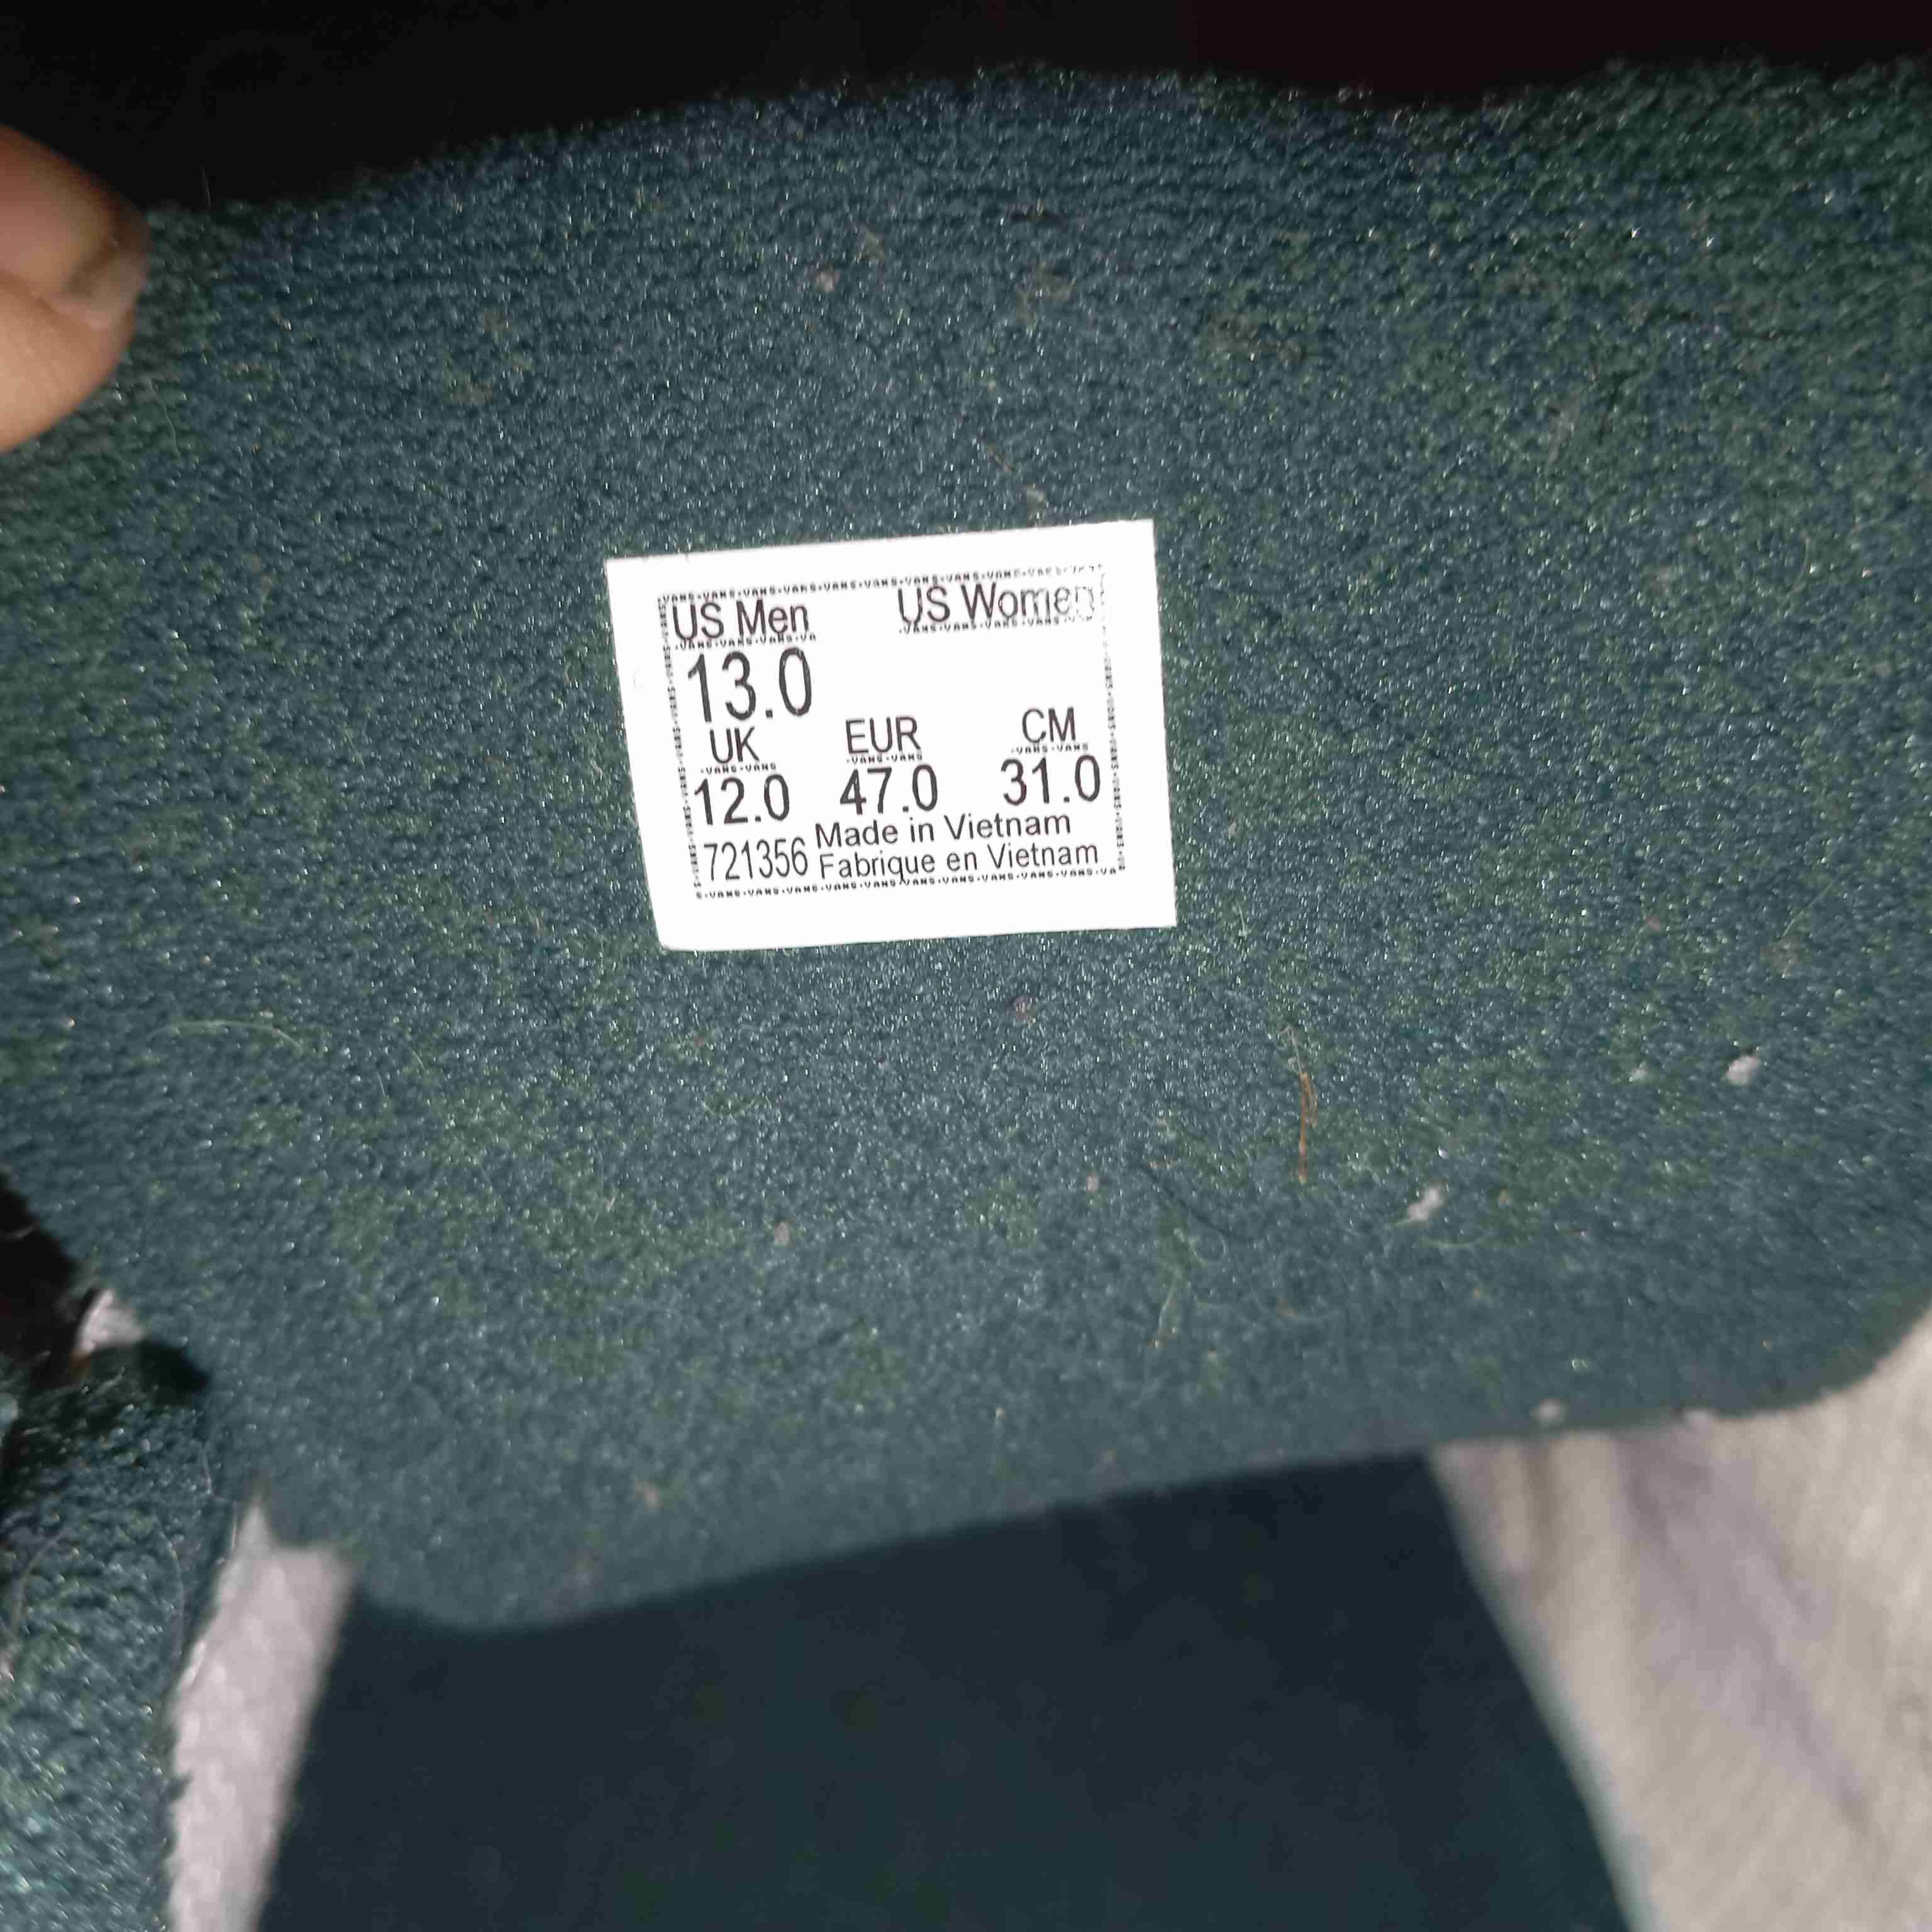 US Men US Women
13.0
UK EUR CM
12.0 47.0 31.0
721356 Made in Vietnam
Fabrique en Vietnam